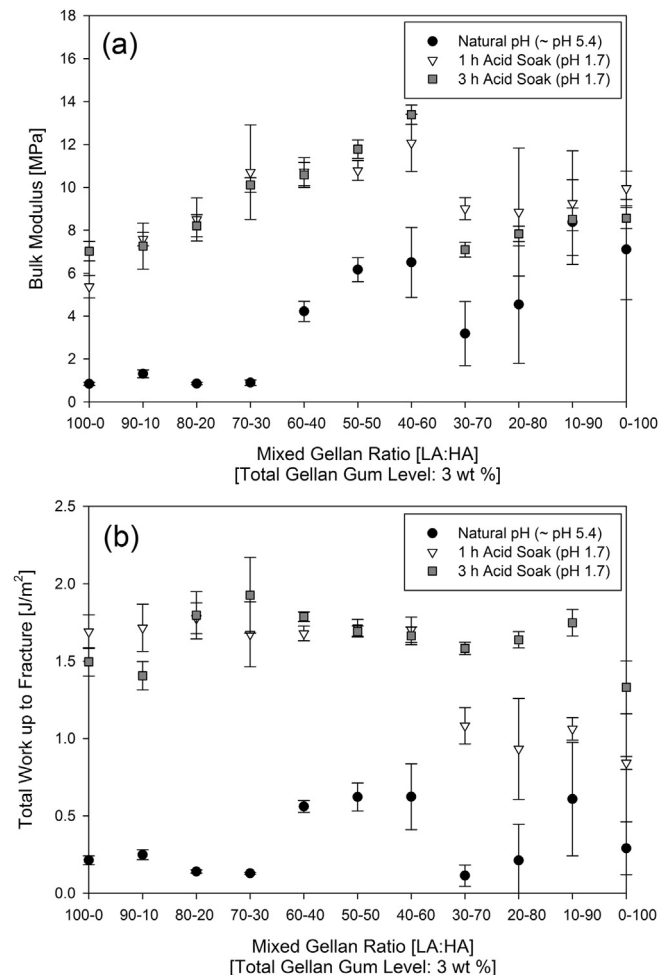 (a)
Natural pH (~ pH 5.4)
1 h Acid Soak (pH 1.7)
3 h Acid Soak (pH 1.7)
Bulk Modulus [MPa]
18
16
14
12
10
8
6
4
2
0
100-0 90-10 80-20 70-30 60-40 50-50 40-60 30-70 20-80 10-90 0-100
Mixed Gellan Ratio [LA:HA]
[Total Gellan Gum Level: 3 wt %]
(b)
Natural pH (~ pH 5.4)
1 h Acid Soak (pH 1.7)
3 h Acid Soak (pH 1.7)
Total Work up to Fracture [J/m²]
2.5
2.0
1.5
1.0
0.5
0.0
100-0 90-10 80-20 70-30 60-40 50-50 40-60 30-70 20-80 10-90 0-100
Mixed Gellan Ratio [LA:HA]
[Total Gellan Gum Level: 3 wt %]